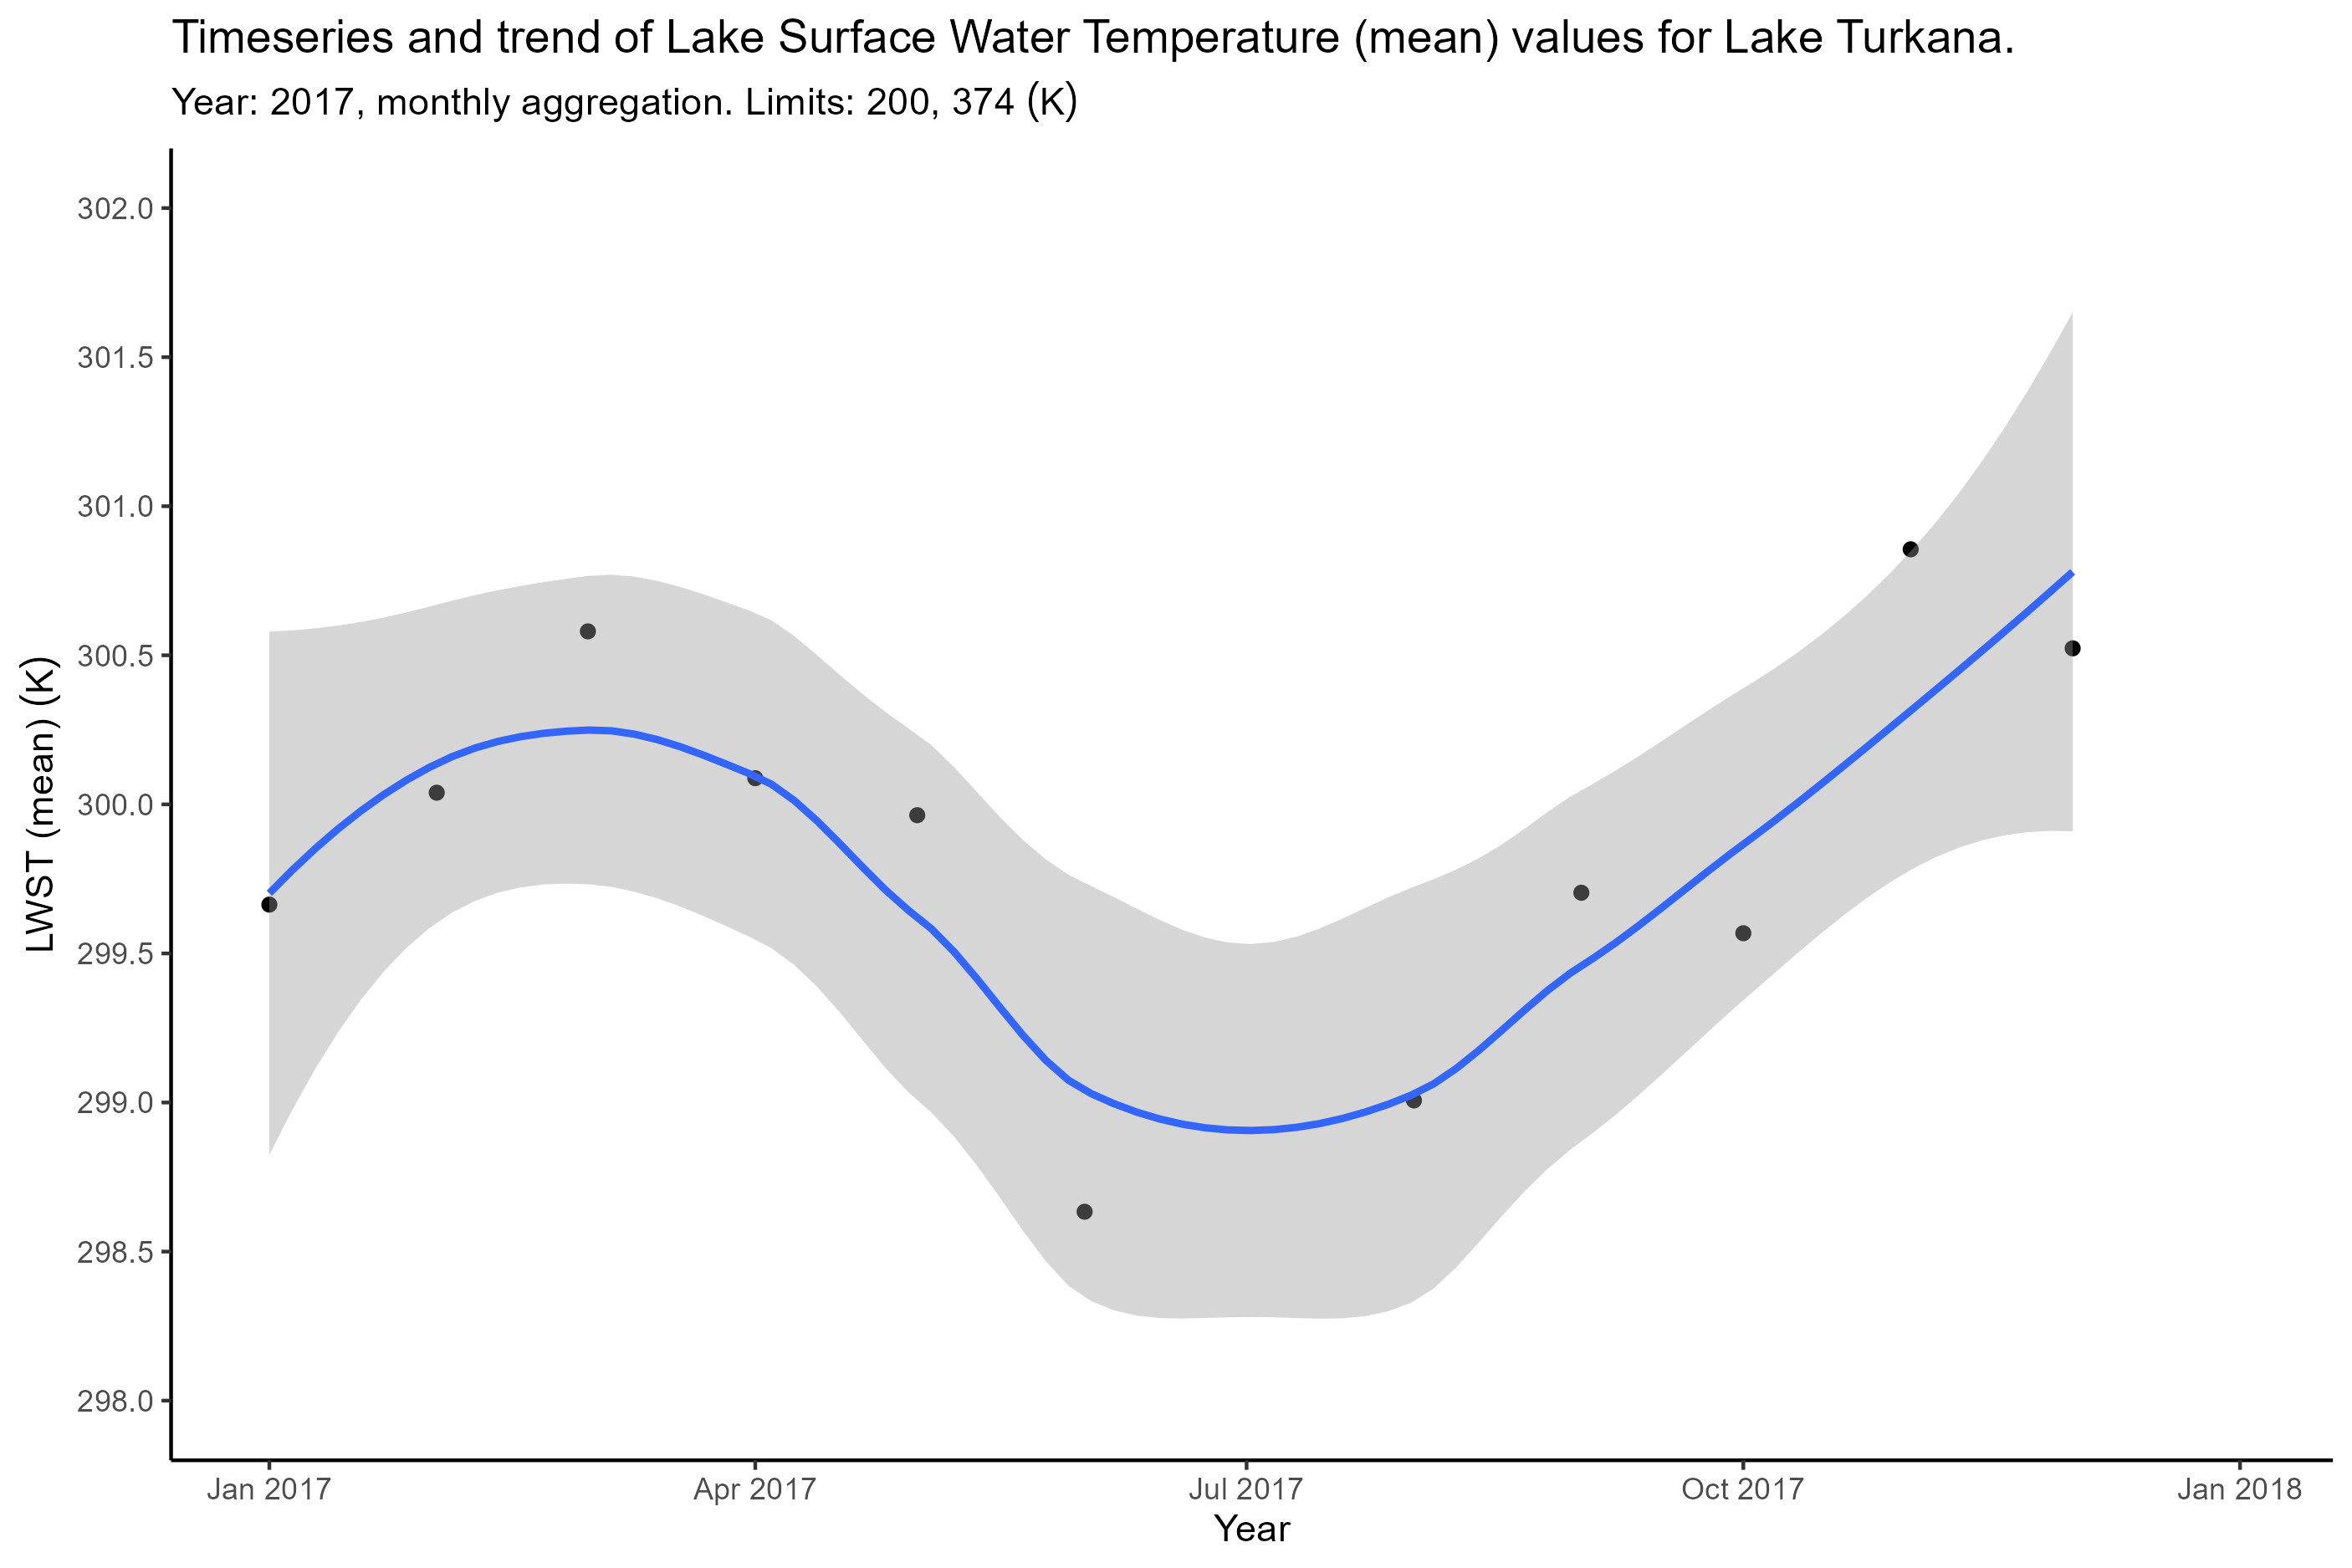 Timeseries and trend of Lake Surface Water Temperature (mean) values for Lake Turkana.
Year: 2017, monthly aggregation. Limits: 200, 374 (K)
LWST (mean) (K)
302.0
301.5
301.0
300.5
300.0
299.5
299.0
298.5
298.0
Jan 2017 Apr 2017 Jul 2017 Oct 2017 Jan 2018
Year